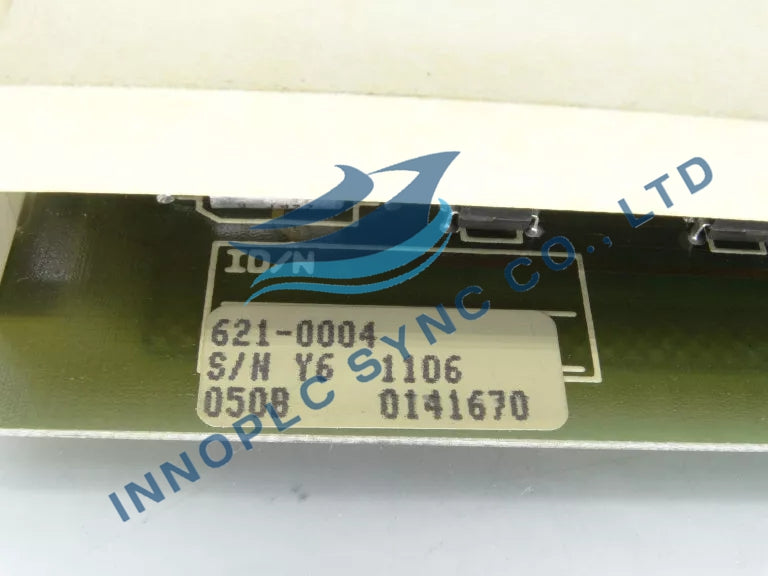 ID/N
621-0004
S/N Y6 1106
0508 0141670
INNOPLC SYNC CO., LTD